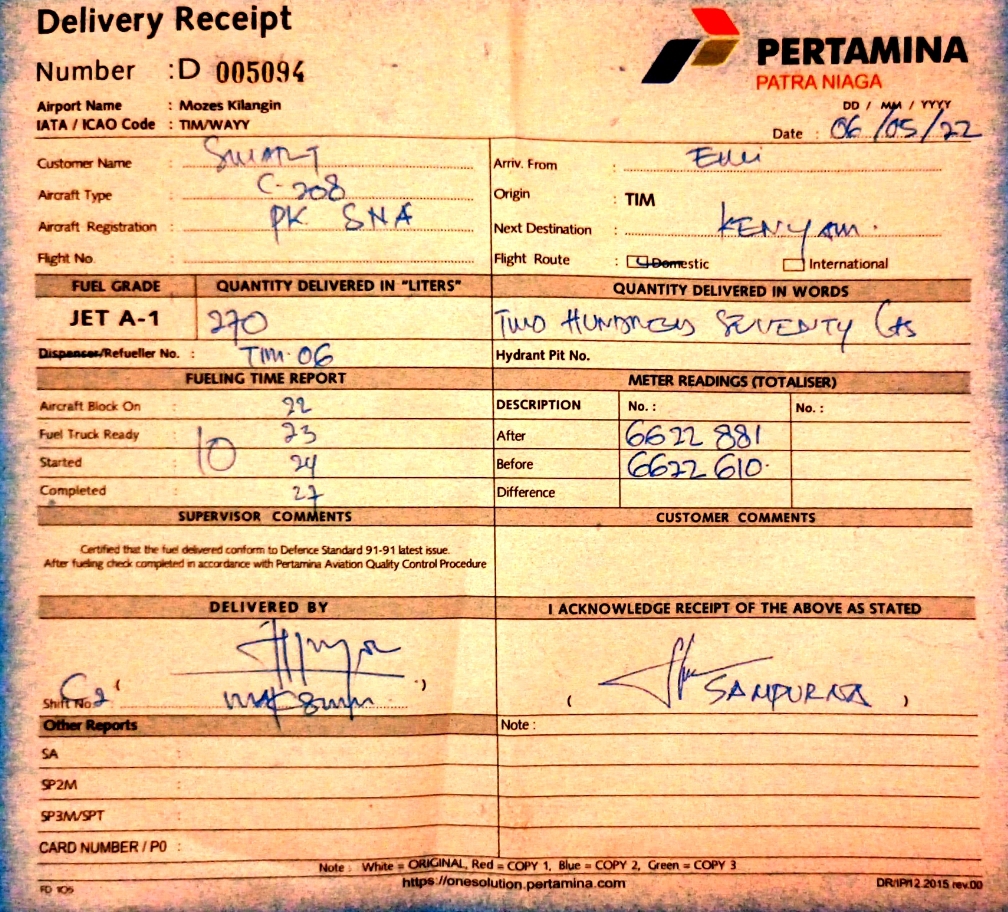 Delivery Receipt
PERTAMINA
PATRA NIAGA
Number : D 005094
Airport Name : Mozes Kilangin
IATA / ICAO Code : TIM/WAYY
DD / MM / YYYY
Date : 06/05/22
Customer Name : SMART
Arriv. From :
Aircraft Type : C-208
Origin : TIM
Aircraft Registration : PK SNA
Next Destination : KENYAM.
Flight No. :
Flight Route : Domestic International
FUEL GRADE QUANTITY DELIVERED IN "LITERS" QUANTITY DELIVERED IN WORDS
JET A-1 270 TWO HUNDRED SEVENTY
Dispenser/Refueller No. : TIM-06 Hydrant Pit No.
FUELING TIME REPORT METER READINGS (TOTALISER)
Aircraft Block On : 22 DESCRIPTION No. : No. :
Fuel Truck Ready : 23 After 6622 881
10
Started : 24 Before 6622 610.
Completed : 27 Difference
SUPERVISOR COMMENTS CUSTOMER COMMENTS
Certified that the fuel delivered conform to Defence Standard 91-91 latest issue.
After fueling check completed in accordance with Pertamina Aviation Quality Control Procedure
DELIVERED BY I ACKNOWLEDGE RECEIPT OF THE ABOVE AS STATED
( ) ( SAMPURNA )
Shift No. C2
Other Reports Note :
SA
SP2M
SP3M/SPT
CARD NUMBER / P0 :
Note : White = ORIGINAL, Red = COPY 1, Blue = COPY 2, Green = COPY 3
https://onesolution.pertamina.com
FD 105 DR/IP/12.2015 rev.00